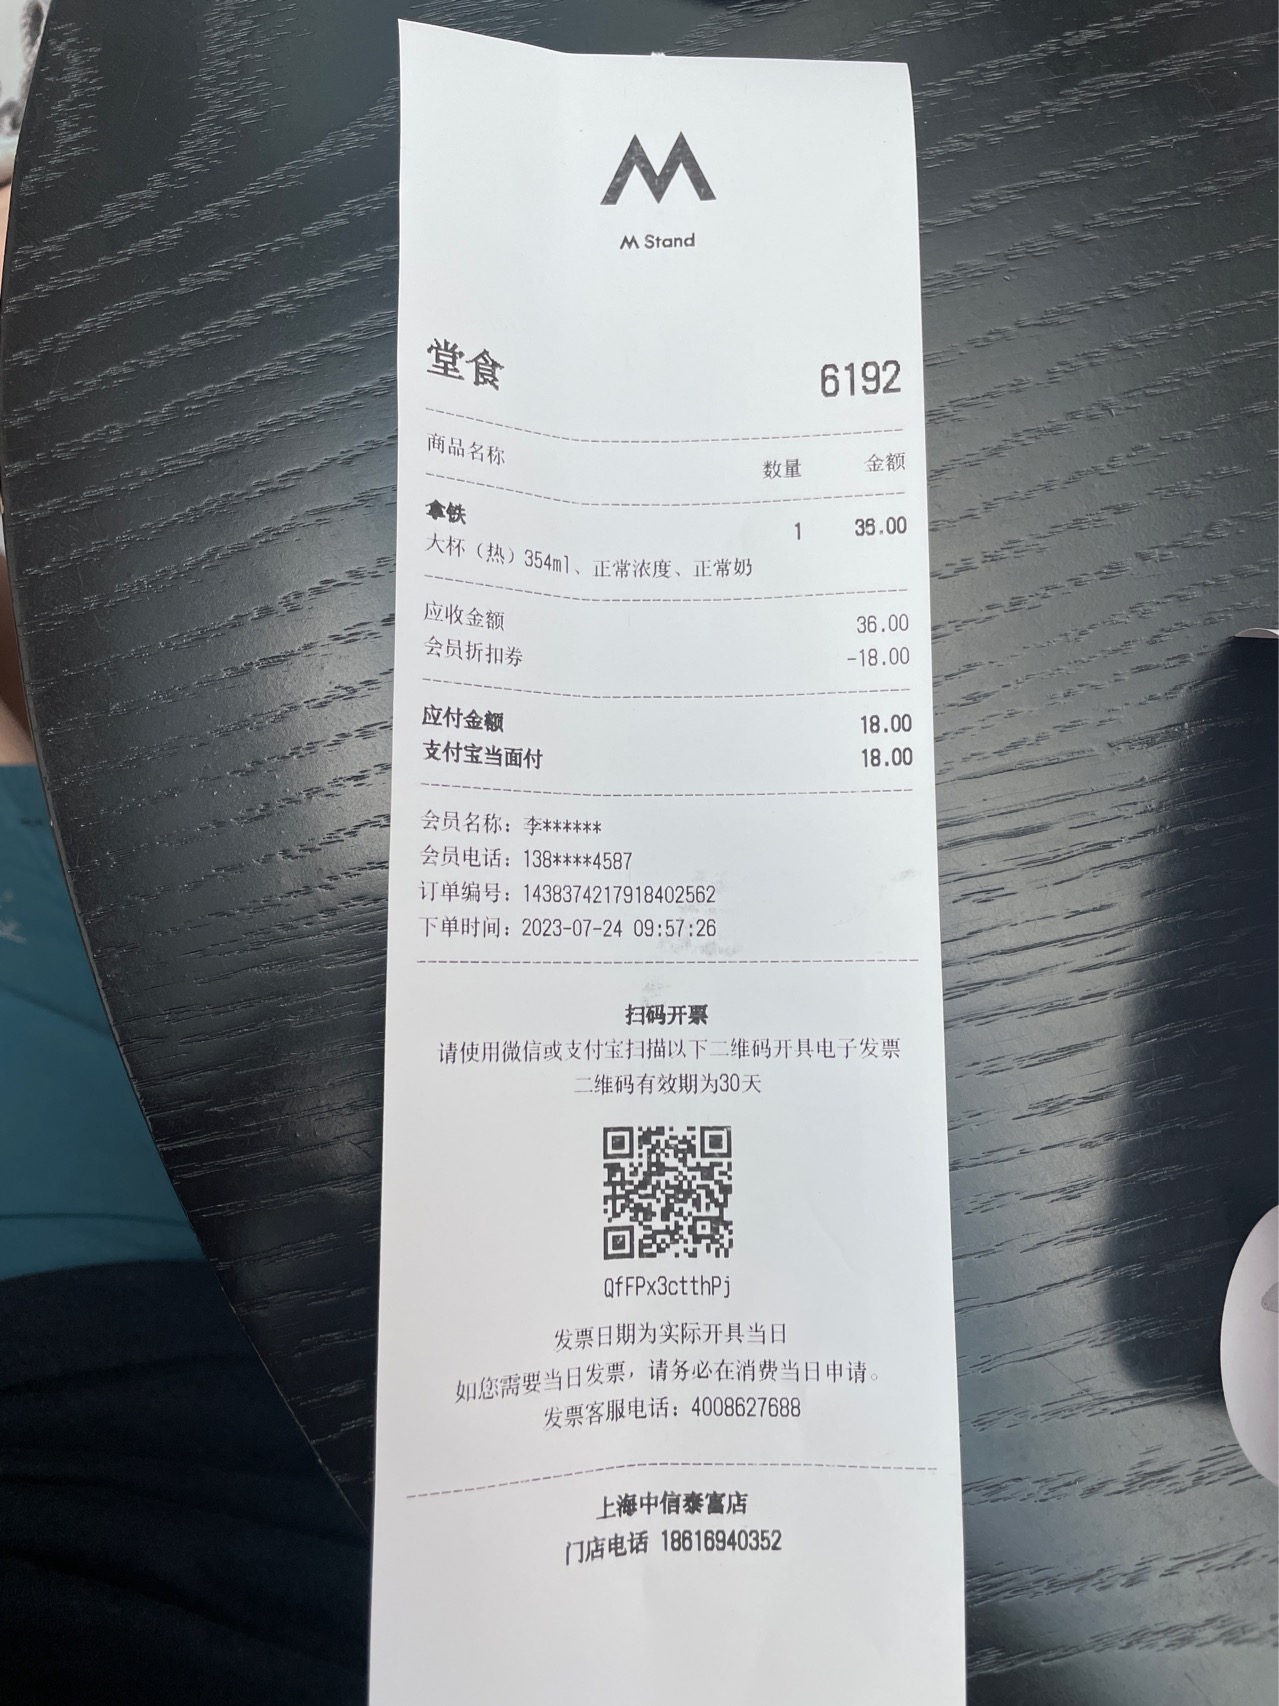 M Stand
堂食 6192
商品名称 数量 金额
拿铁 1 36.00
大杯（热）354ml、正常浓度、正常奶
应收金额 36.00
会员折扣券 -18.00
应付金额 18.00
支付宝当面付 18.00
会员名称：李******
会员电话：138****4587
订单编号：1438374217918402562
下单时间：2023-07-24 09:57:26
扫码开票
请使用微信或支付宝扫描以下二维码开具电子发票
二维码有效期为30天
QfFPx3ctthPj
发票日期为实际开具当日
如您需要当日发票，请务必在消费当日申请。
发票客服电话：4008627688
上海中信泰富店
门店电话 18616940352